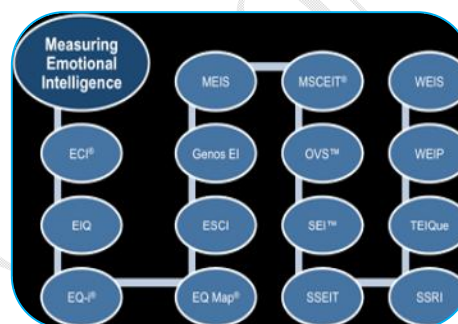 Measuring
Emotional
Intelligence
ECI®
EIQ
EQ-i®
EQ Map®
ESCI
Genos EI
MEIS
MSCEIT®
OVS™
SEI™
SSEIT
SSRI
TEIQue
WEIP
WEIS